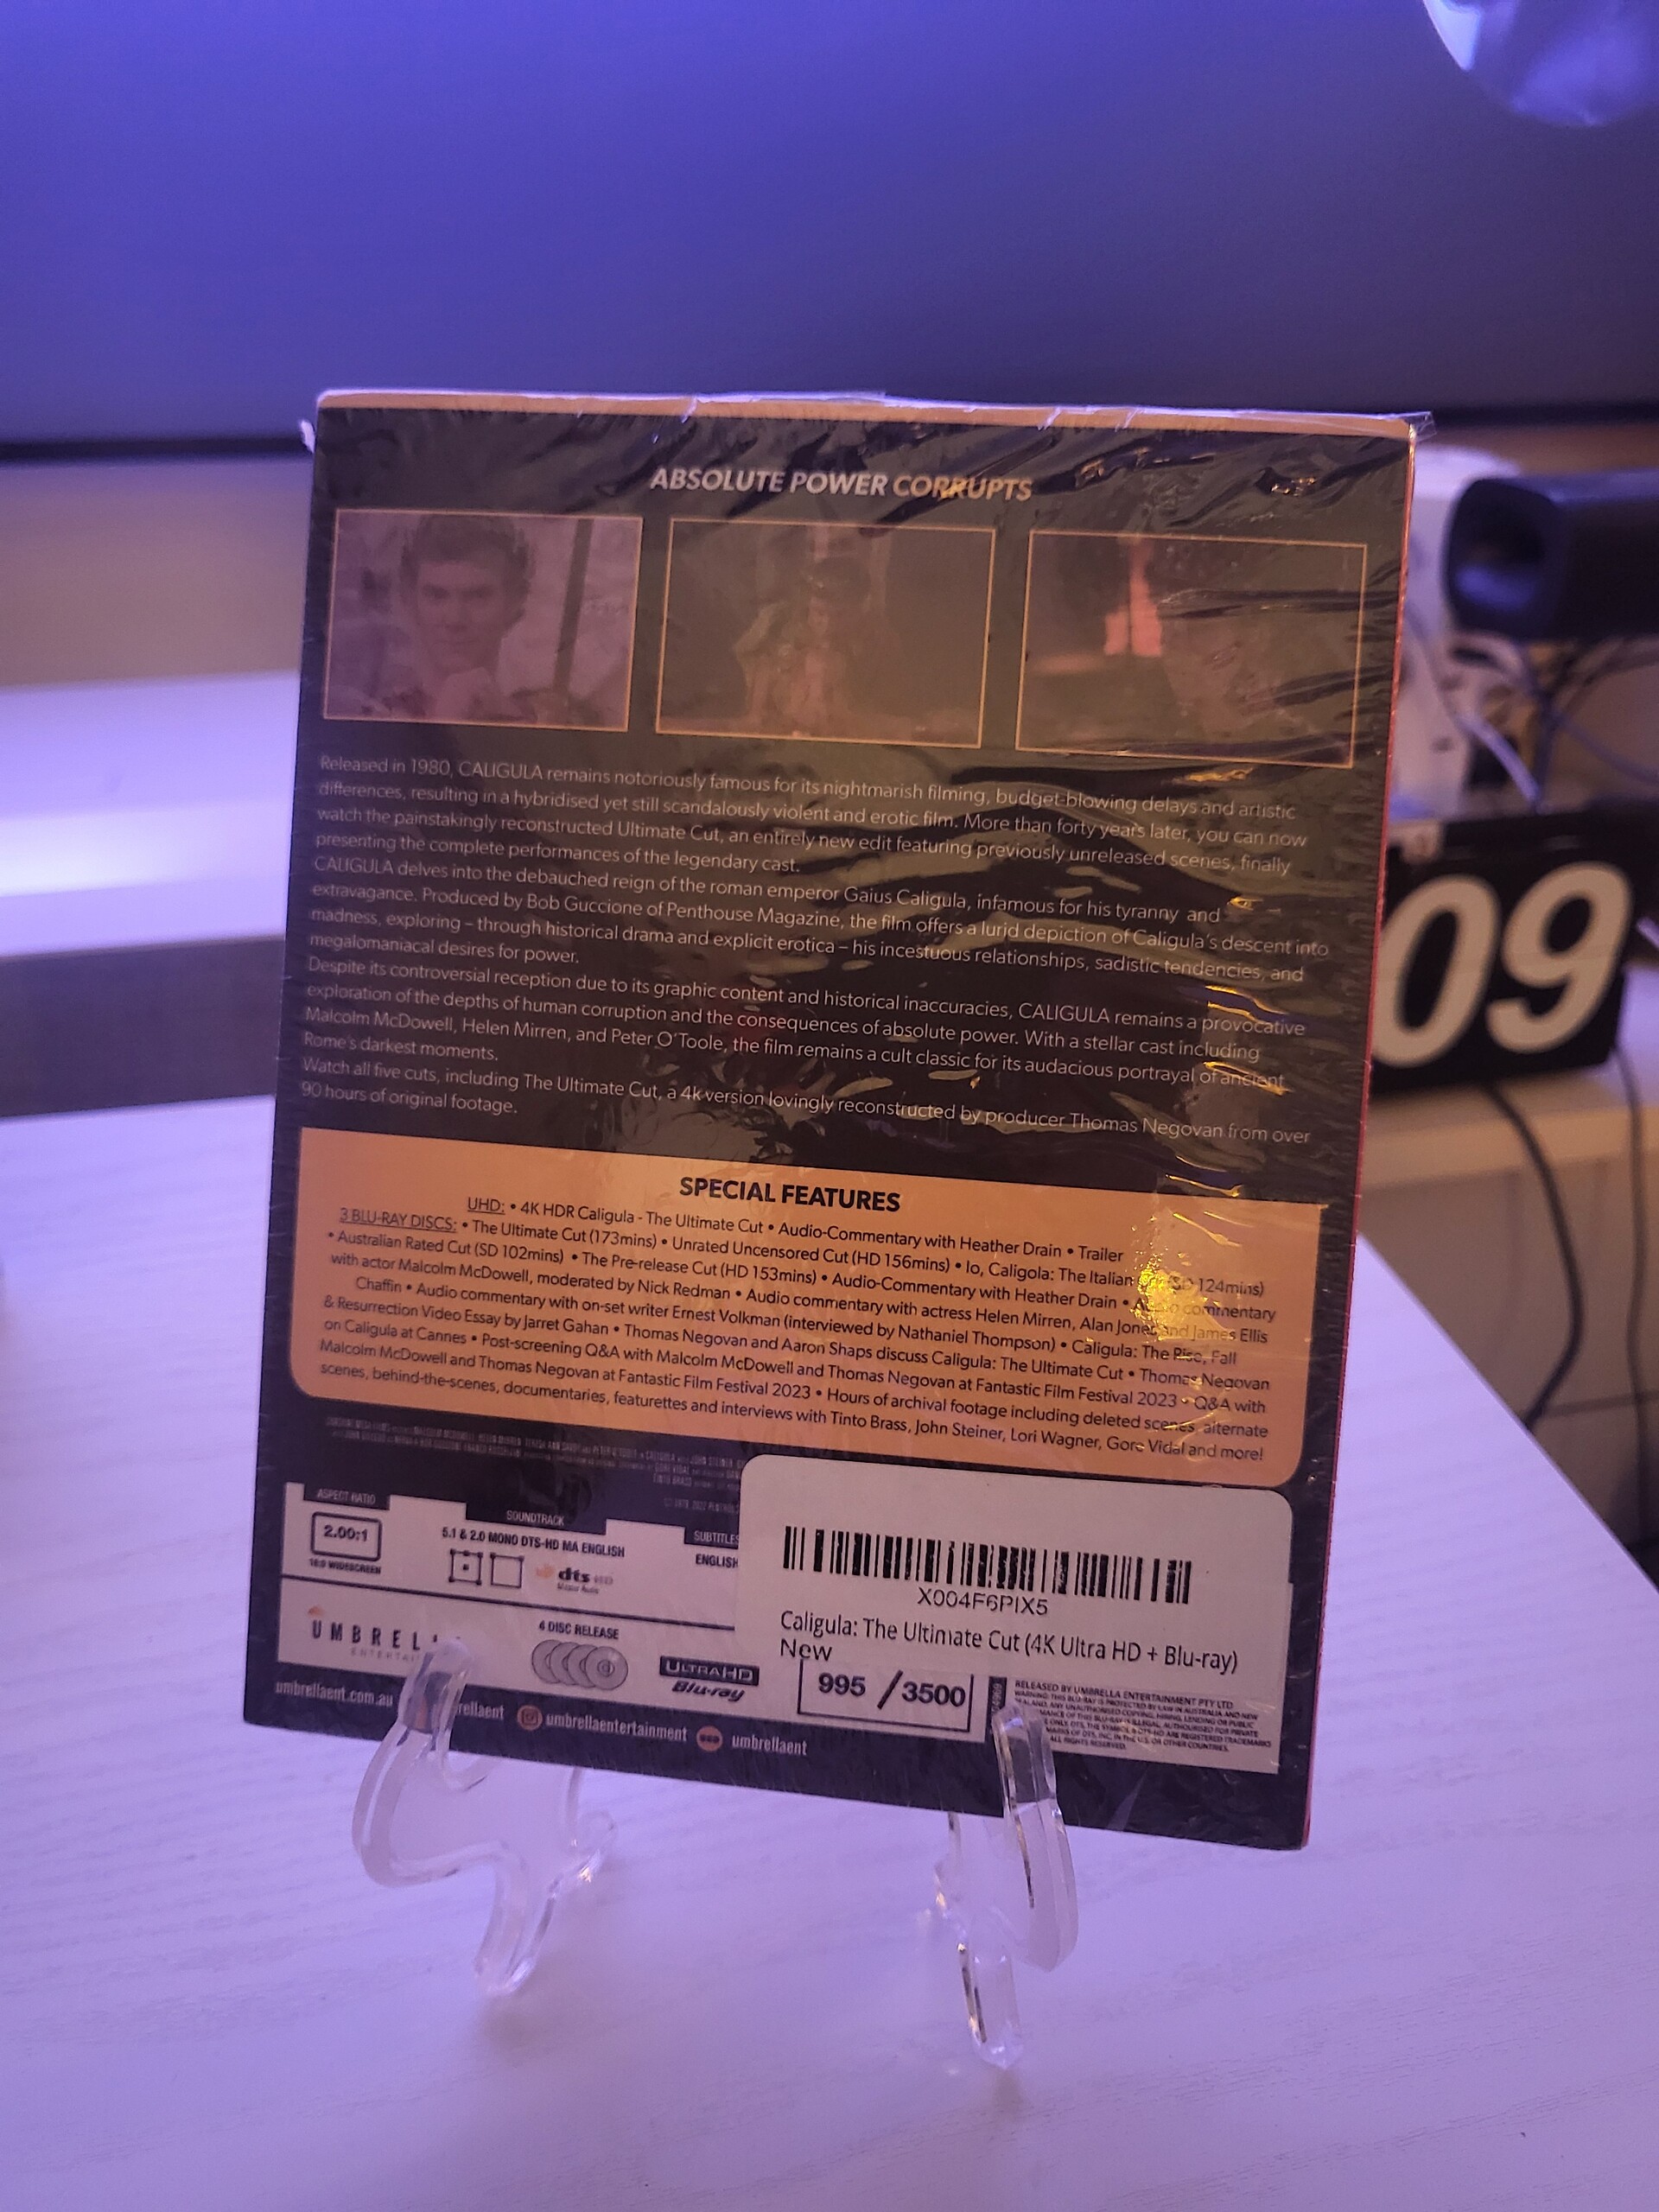 ABSOLUTE POWER CORRUPTS
Released in 1980, CALIGULA remains notoriously famous for its nightmarish filming, budget-blowing delays and artistic
differences, resulting in a hybridised yet still scandalously violent and erotic film. More than forty years later, you can now
watch the painstakingly reconstructed Ultimate Cut, an entirely new edit featuring previously unreleased scenes, finally
presenting the complete performances of the legendary cast.
CALIGULA delves into the debauched reign of the roman emperor Gaius Caligula, infamous for his tyranny and
extravagance. Produced by Bob Guccione of Penthouse Magazine, the film offers a lurid depiction of Caligula's descent into
madness, exploring – through historical drama and explicit erotica – his incestuous relationships, sadistic tendencies, and
megalomaniacal desires for power.
Despite its controversial reception due to its graphic content and historical inaccuracies, CALIGULA remains a provocative
exploration of the depths of human corruption and the consequences of absolute power. With a stellar cast including
Malcolm McDowell, Helen Mirren, and Peter O'Toole, the film remains a cult classic for its audacious portrayal of ancient
Rome's darkest moments.
Watch all five cuts, including The Ultimate Cut, a 4k version lovingly reconstructed by producer Thomas Negovan from over
90 hours of original footage.
SPECIAL FEATURES
UHD: • 4K HDR Caligula - The Ultimate Cut • Audio-Commentary with Heather Drain • Trailer
3 BLU-RAY DISCS: • The Ultimate Cut (173mins) • Unrated Uncensored Cut (HD 156mins) • Io, Caligola: The Italian 124mins)
• Australian Rated Cut (SD 102mins) • The Pre-release Cut (HD 153mins) • Audio-Commentary with Heather Drain • Audio commentary
with actor Malcolm McDowell, moderated by Nick Redman • Audio commentary with actress Helen Mirren, Alan Jones and James Ellis
Chaffin • Audio commentary with on-set writer Ernest Volkman (interviewed by Nathaniel Thompson) • Caligula: The Rise, Fall
& Resurrection Video Essay by Jarret Gahan • Thomas Negovan and Aaron Shaps discuss Caligula: The Ultimate Cut • Thomas Negovan
on Caligula at Cannes • Post-screening Q&A with Malcolm McDowell and Thomas Negovan at Fantastic Film Festival 2023 • Q&A with
Malcolm McDowell and Thomas Negovan at Fantastic Film Festival 2023 • Hours of archival footage including deleted scenes, alternate
scenes, behind-the-scenes, documentaries, featurettes and interviews with Tinto Brass, John Steiner, Lori Wagner, Gore Vidal and more!
ASPECT RATIO
2.00:1
16:9 WIDESCREEN
SOUNDTRACK
5.1 & 2.0 MONO DTS-HD MA ENGLISH
dts-HD
Master Audio
SUBTITLES
ENGLISH
X004F6PIX5
Caligula: The Ultimate Cut (4K Ultra HD + Blu-ray)
New
995 /3500
UMBREL
4 DISC RELEASE
ULTRA HD
Blu-ray
RELEASED BY UMBRELLA ENTERTAINMENT PTY LTD
umbrellaent.com.au
rellaent
umbrellaentertainment
umbrellaent
09